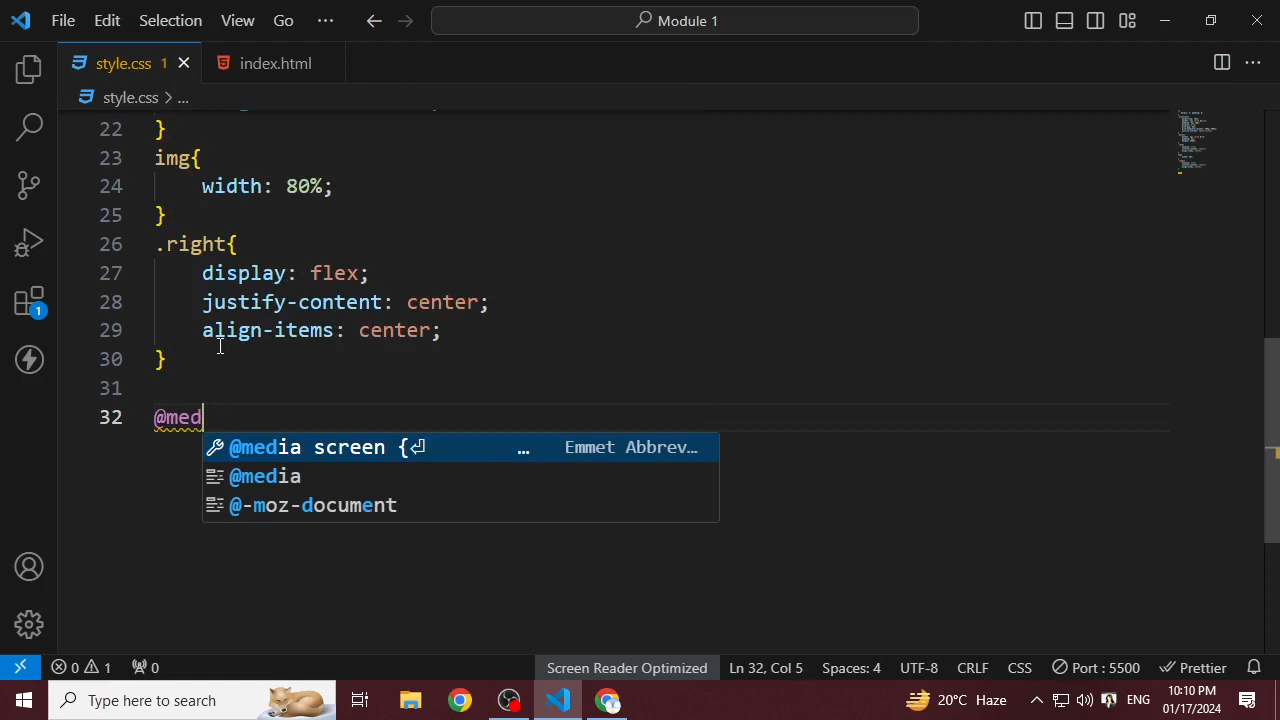 File Edit Selection View Go ··· Module 1
style.css 1 index.html
style.css > ...
22 }
23 img{
24 width: 80%;
25 }
26 .right{
27 display: flex;
28 justify-content: center;
29 align-items: center;
30 }
31
32 @med
@media screen {⏎ … Emmet Abbrev…
@media
@-moz-document
1
0 1 0 Screen Reader Optimized Ln 32, Col 5 Spaces: 4 UTF-8 CRLF CSS Port : 5500 Prettier
Type here to search 20°C Haze ENG 10:10 PM
01/17/2024